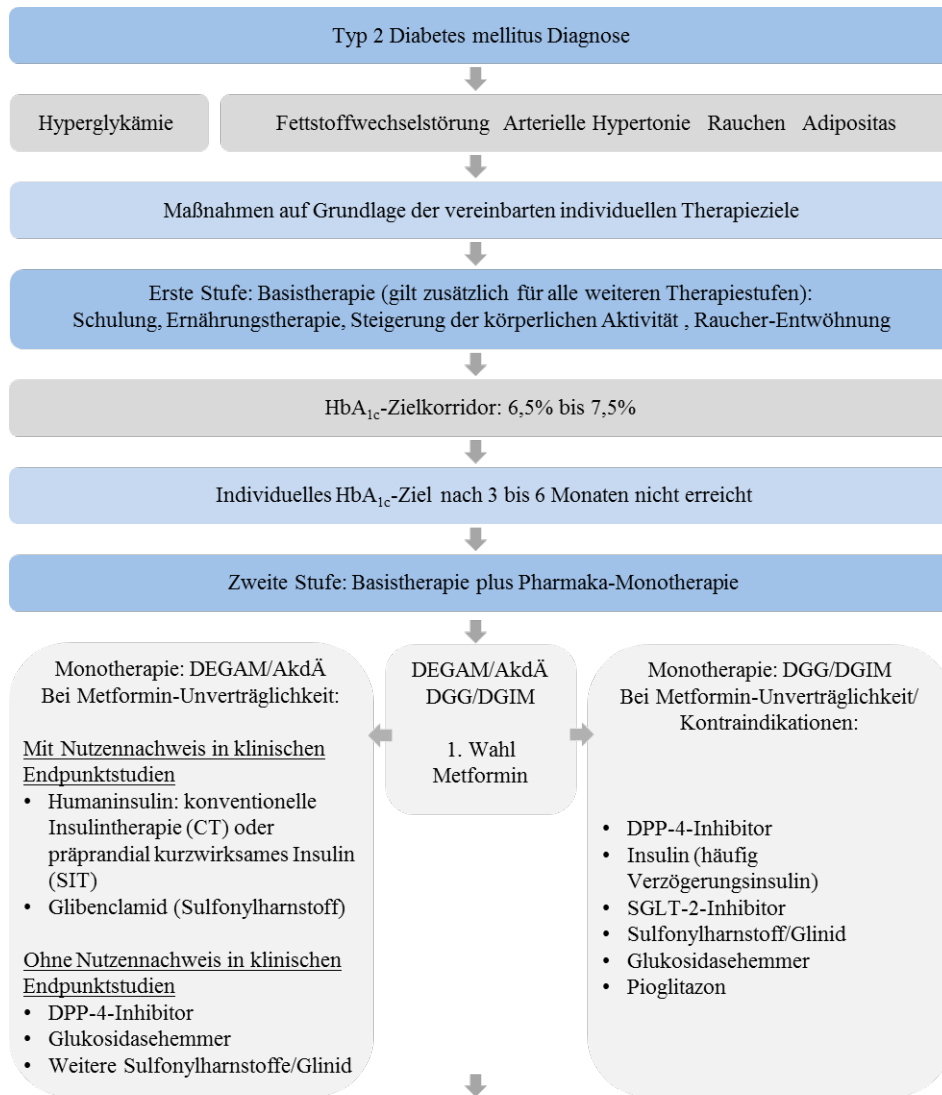 Typ 2 Diabetes mellitus Diagnose
Hyperglykämie
Fettstoffwechselstörung Arterielle Hypertonie Rauchen Adipositas
Maßnahmen auf Grundlage der vereinbarten individuellen Therapieziele
Erste Stufe: Basistherapie (gilt zusätzlich für alle weiteren Therapiestufen):
Schulung, Ernährungstherapie, Steigerung der körperlichen Aktivität , Raucher-Entwöhnung
HbA1c-Zielkorridor: 6,5% bis 7,5%
Individuelles HbA1c-Ziel nach 3 bis 6 Monaten nicht erreicht
Zweite Stufe: Basistherapie plus Pharmaka-Monotherapie
Monotherapie: DEGAM/AkdÄ
Bei Metformin-Unverträglichkeit:
Mit Nutzennachweis in klinischen
Endpunktstudien
• Humaninsulin: konventionelle
Insulintherapie (CT) oder
präprandial kurzwirksames Insulin
(SIT)
• Glibenclamid (Sulfonylharnstoff)
Ohne Nutzennachweis in klinischen
Endpunktstudien
• DPP-4-Inhibitor
• Glukosidasehemmer
• Weitere Sulfonylharnstoffe/Glinid
DEGAM/AkdÄ
DGG/DGIM
1. Wahl
Metformin
Monotherapie: DGG/DGIM
Bei Metformin-Unverträglichkeit/
Kontraindikationen:
• DPP-4-Inhibitor
• Insulin (häufig
Verzögerungsinsulin)
• SGLT-2-Inhibitor
• Sulfonylharnstoff/Glinid
• Glukosidasehemmer
• Pioglitazon